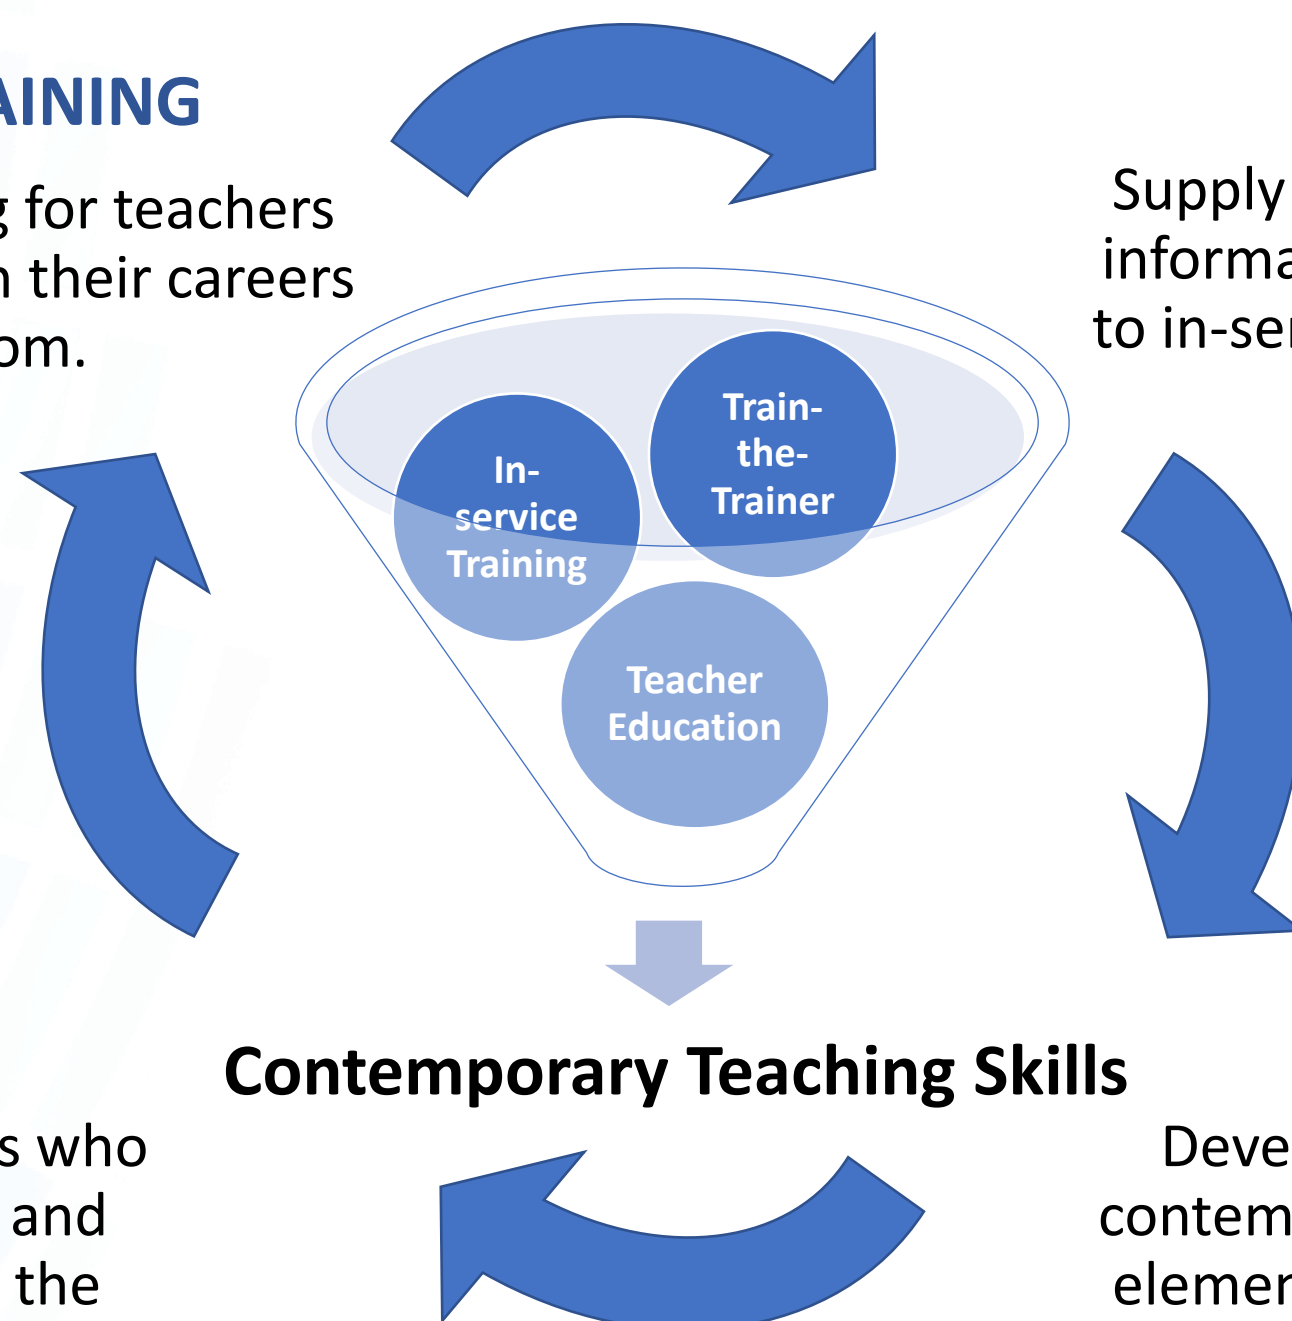 AINING
g for teachers
n their careers
om.
Supply
informa
to in-ser
Train-
the-
Trainer
In-
service
Training
Teacher
Education
Contemporary Teaching Skills
s who
and
the
Deve
contem
elemen